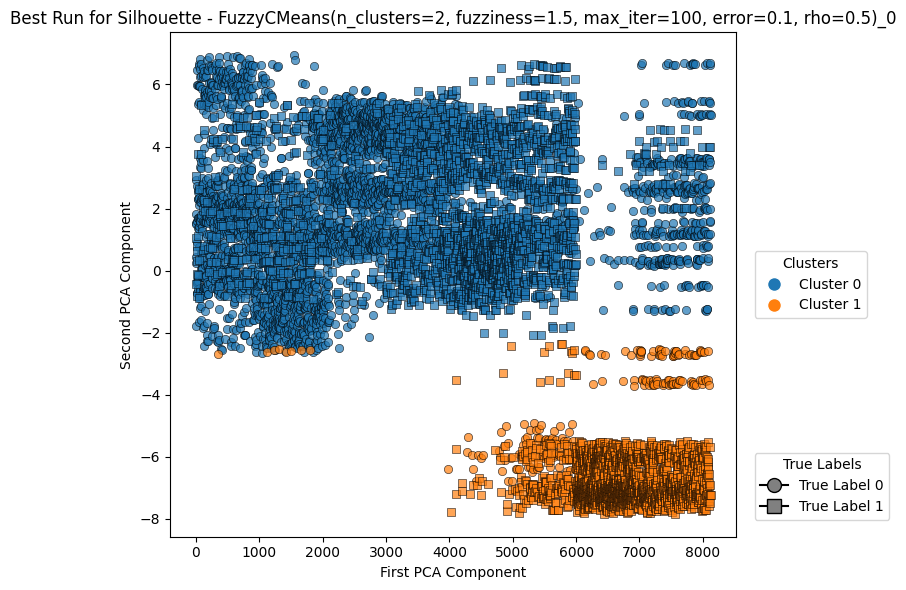 Best Run for Silhouette - FuzzyCMeans(n_clusters=2, fuzziness=1.5, max_iter=100, error=0.1, rho=0.5)_0
6
4
2
0
−2
−4
−6
−8
Second PCA Component
0 1000 2000 3000 4000 5000 6000 7000 8000
First PCA Component
Clusters
Cluster 0
Cluster 1
True Labels
True Label 0
True Label 1